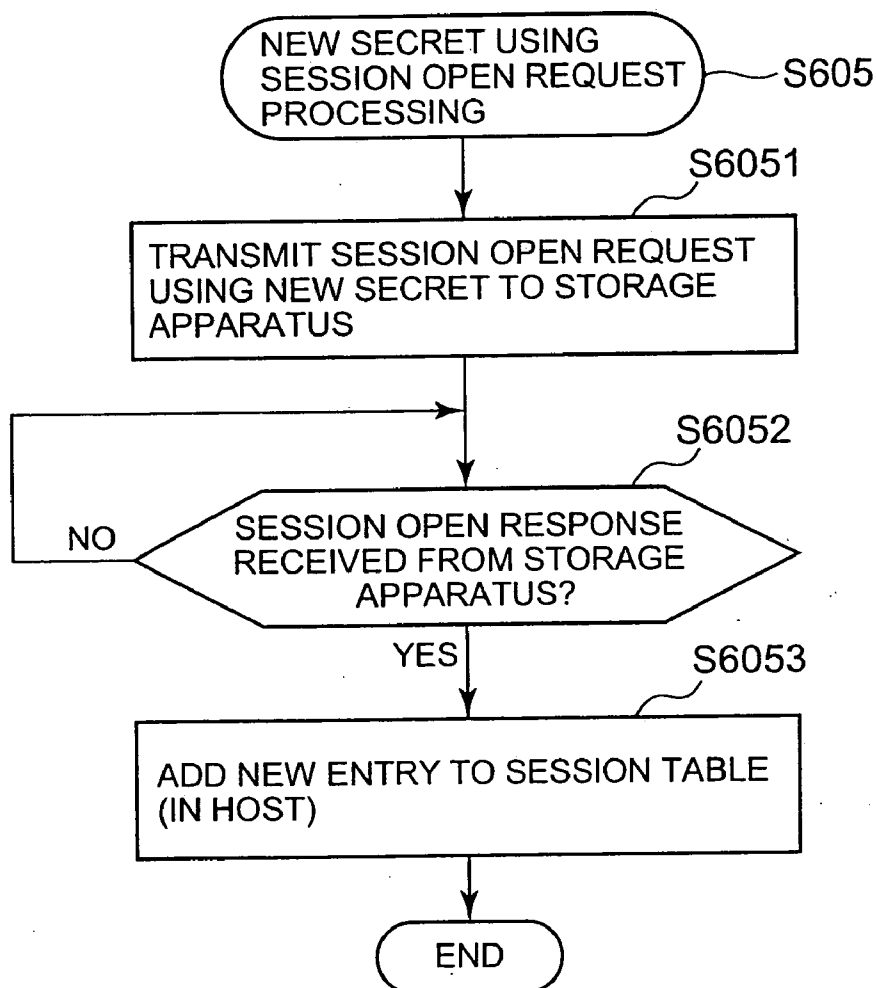 NEW SECRET USING
SESSION OPEN REQUEST
PROCESSING
S605
S6051
TRANSMIT SESSION OPEN REQUEST
USING NEW SECRET TO STORAGE
APPARATUS
S6052
NO
SESSION OPEN RESPONSE
RECEIVED FROM STORAGE
APPARATUS?
YES
S6053
ADD NEW ENTRY TO SESSION TABLE
(IN HOST)
END